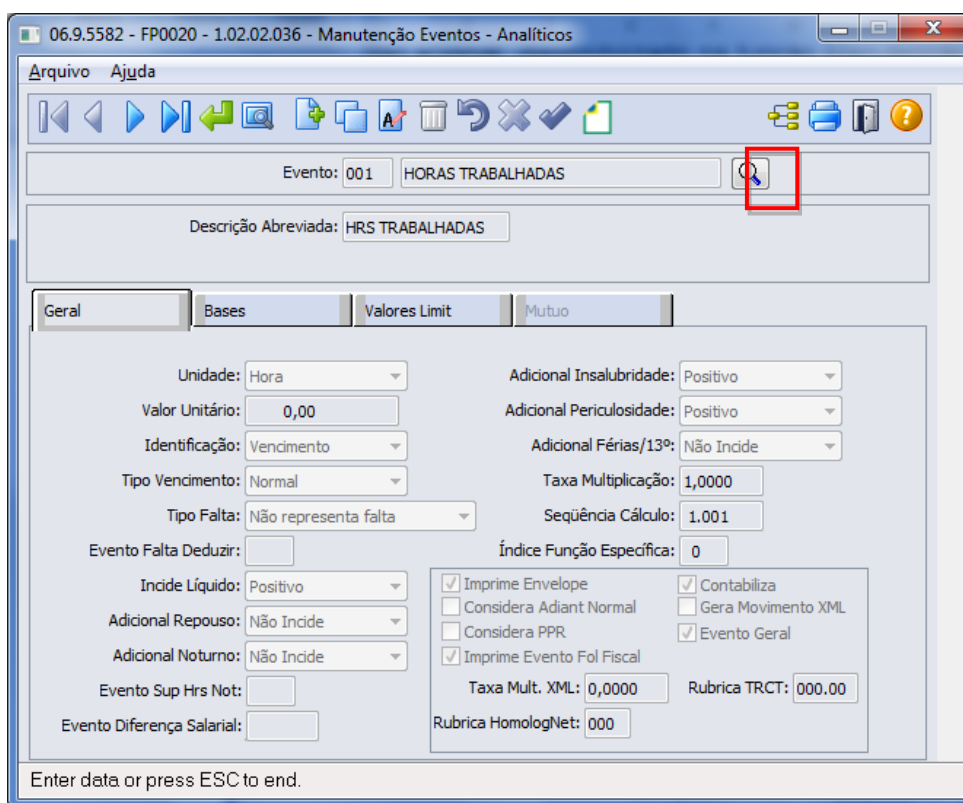 06.9.5582 - FP0020 - 1.02.02.036 - Manutenção Eventos - Analíticos
Arquivo Ajuda
Evento: 001 HORAS TRABALHADAS
Descrição Abreviada: HRS TRABALHADAS
Geral Bases Valores Limit Mutuo
Unidade: Hora Adicional Insalubridade: Positivo
Valor Unitário: 0,00 Adicional Periculosidade: Positivo
Identificação: Vencimento Adicional Férias/13º: Não Incide
Tipo Vencimento: Normal Taxa Multiplicação: 1,0000
Tipo Falta: Não representa falta Seqüência Cálculo: 1.001
Evento Falta Deduzir: Índice Função Específica: 0
Incide Líquido: Positivo Imprime Envelope Contabiliza
Considera Adiant Normal Gera Movimento XML
Adicional Repouso: Não Incide Considera PPR Evento Geral
Adicional Noturno: Não Incide Imprime Evento Fol Fiscal
Evento Sup Hrs Not: Taxa Mult. XML: 0,0000 Rubrica TRCT: 000.00
Evento Diferença Salarial: Rubrica HomologNet: 000
Enter data or press ESC to end.